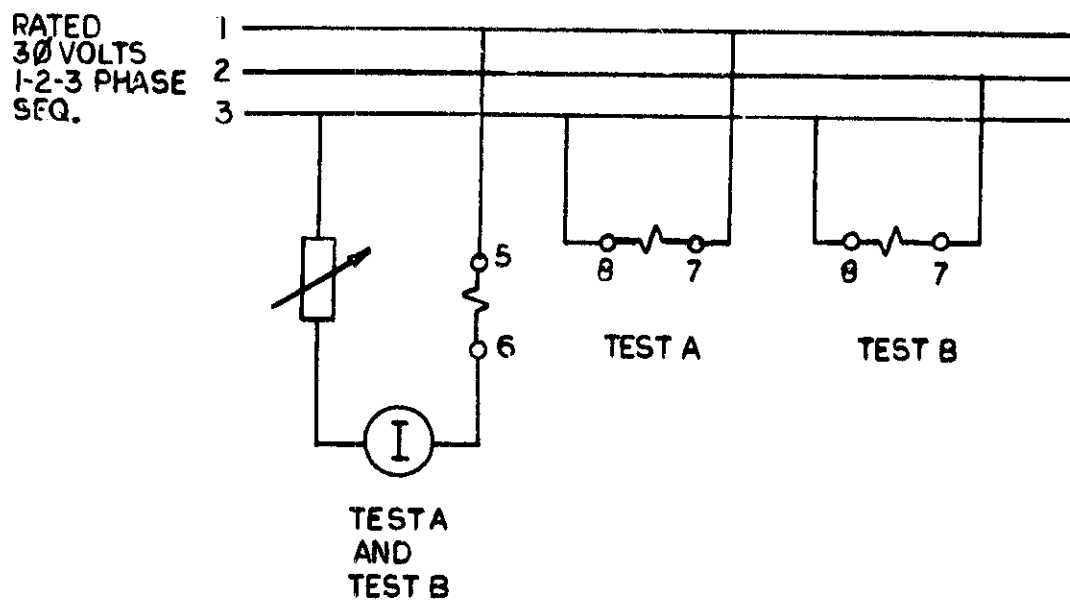 RATED
3Ø VOLTS
1-2-3 PHASE
SEQ.
1
2
3
5
6
8
7
TEST A
8
7
TEST B
I
TEST A
AND
TEST B